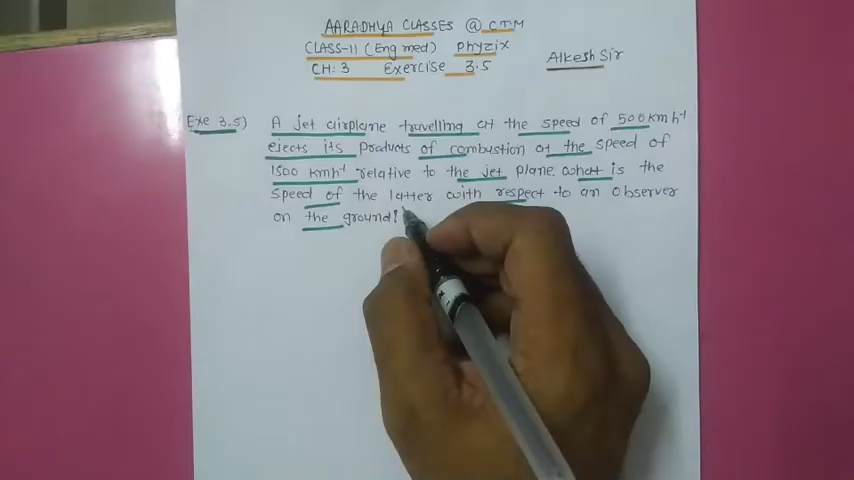 AARADHYA CLASSES @ C.T.M
CLASS-11 (Eng med) Phyzix
CH: 3 Exercise 3.5
Alkesh Sir
Exe 3.5) A jet airplane travelling at the speed of 500 kmh⁻¹
ejects its products of combustion at the speed of
1500 kmh⁻¹ relative to the jet plane. what is the
speed of the latter with respect to an observer
on the ground?